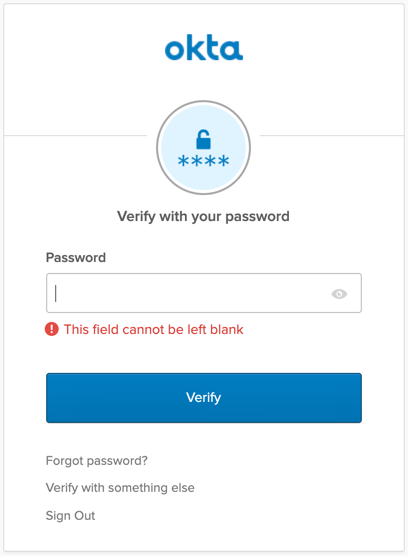 okta
****
Verify with your password
Password
This field cannot be left blank
Verify
Forgot password?
Verify with something else
Sign Out